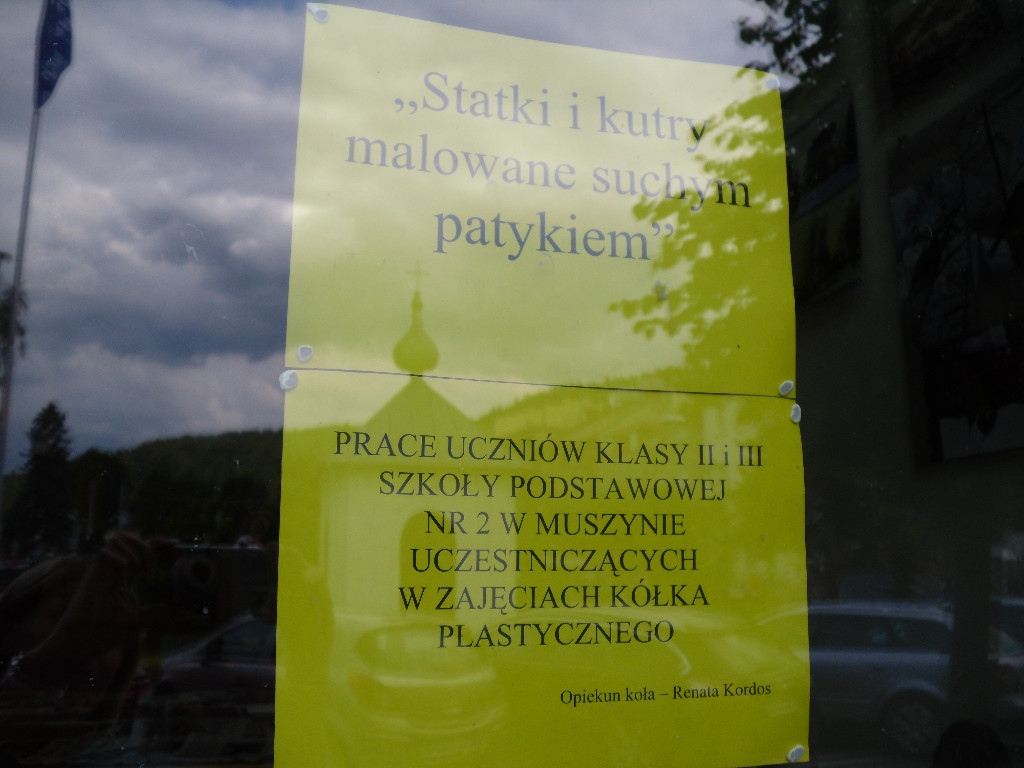 „Statki i kutry
malowane suchym
patykiem”
PRACE UCZNIÓW KLASY II i III
SZKOŁY PODSTAWOWEJ
NR 2 W MUSZYNIE
UCZESTNICZĄCYCH
W ZAJĘCIACH KÓŁKA
PLASTYCZNEGO
Opiekun koła – Renata Kordos